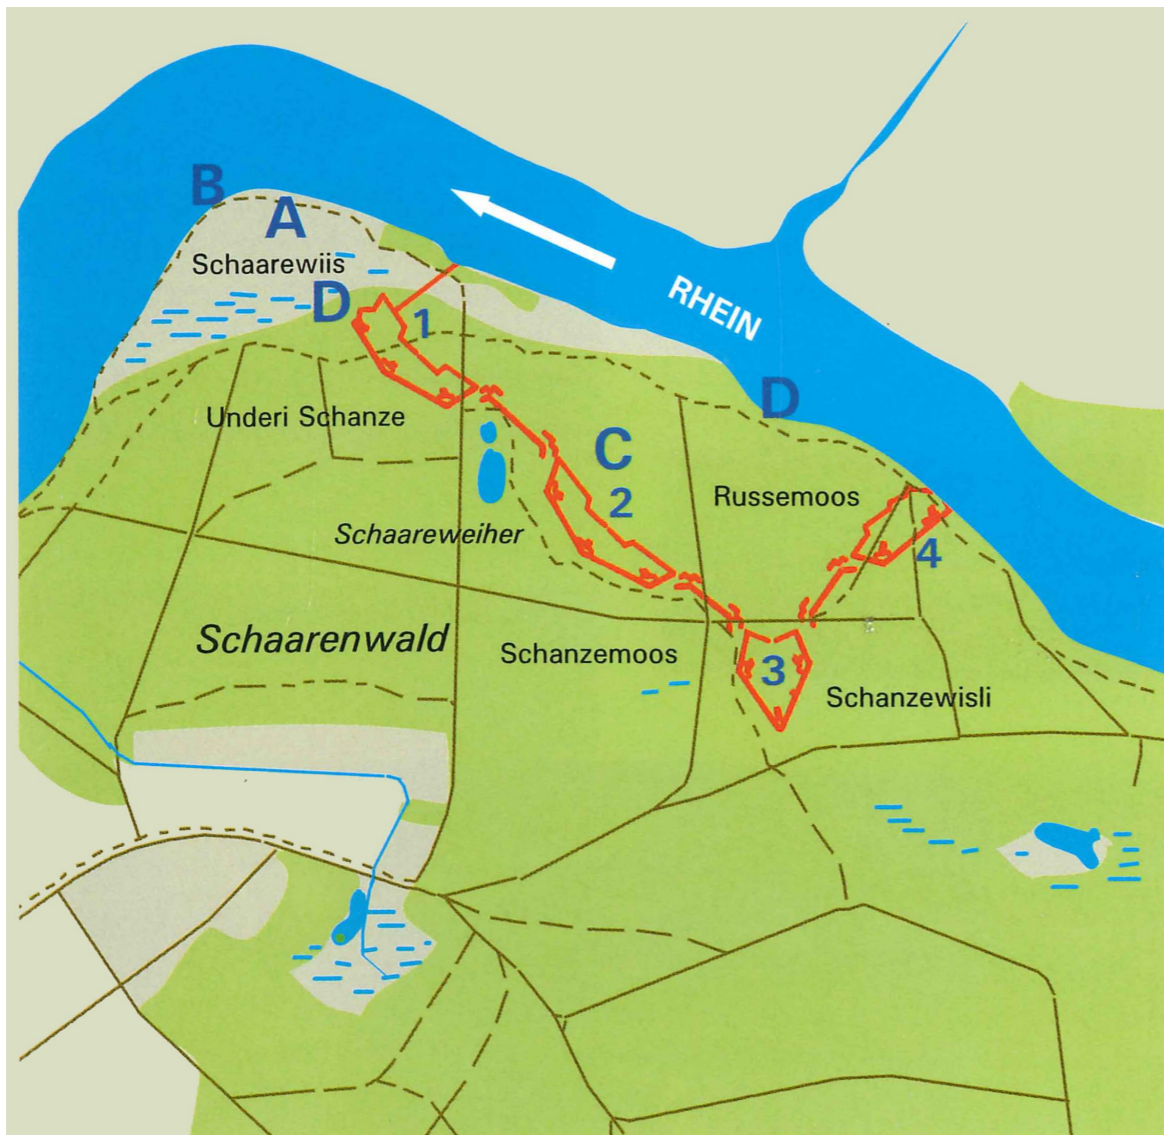 B
A
Schaarewiis
D
1
RHEIN
D
Underi Schanze
C
2
Russemoos
Schaareweiher
4
Schaarenwald
Schanzemoos
3
Schanzewisli